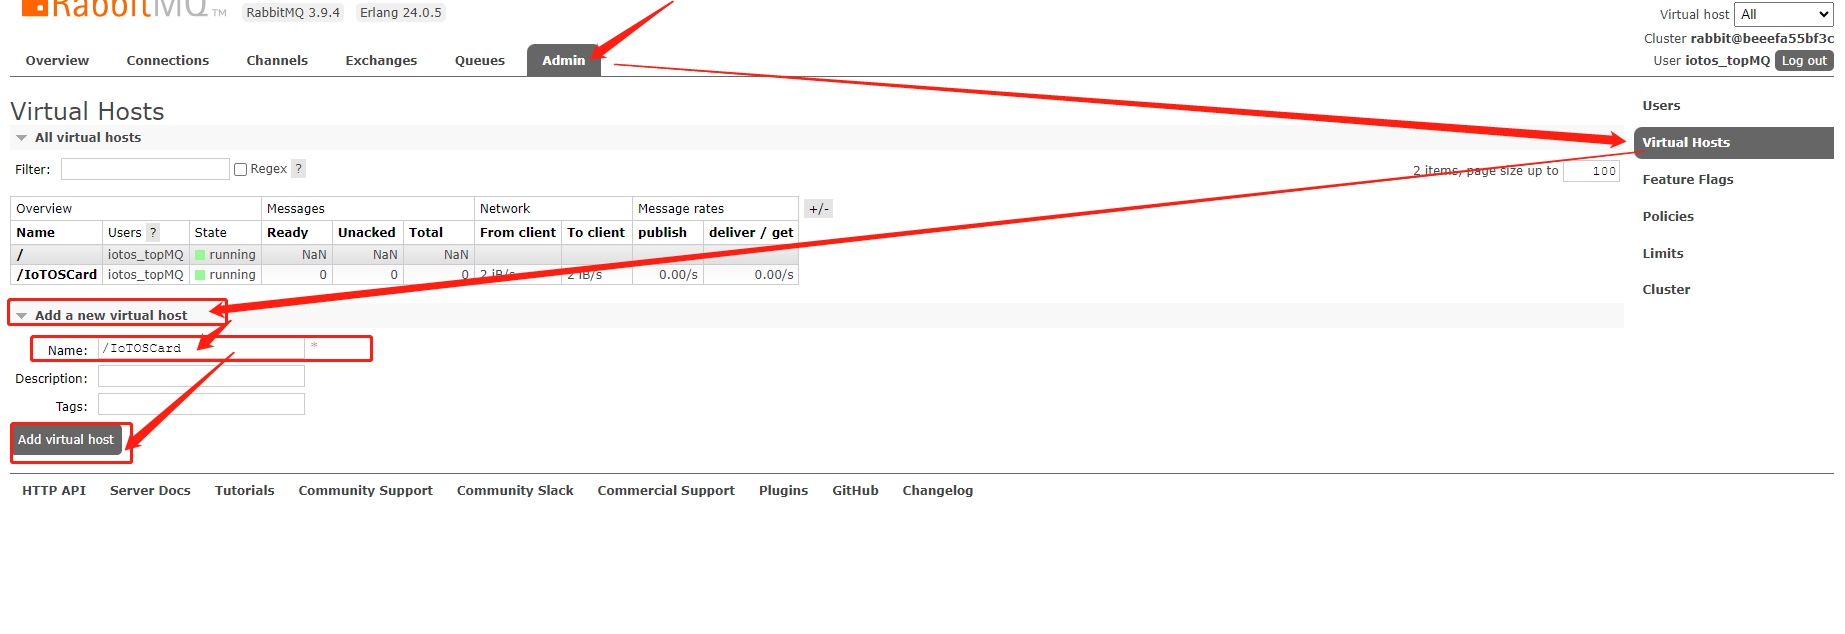 RabbitMQ TM RabbitMQ 3.9.4 Erlang 24.0.5
Virtual host All
Cluster rabbit@beeefa55bf3c
User iotos_topMQ Log out
Overview Connections Channels Exchanges Queues Admin
Virtual Hosts
All virtual hosts
Filter: Regex ?
2 items, page size up to 100
Overview Messages Network Message rates +/-
Name Users ? State Ready Unacked Total From client To client publish deliver / get
/ iotos_topMQ running NaN NaN NaN
/IoTOSCard iotos_topMQ running 0 0 0 2 iB/s 2 iB/s 0.00/s 0.00/s
Add a new virtual host
Name: /IoTOSCard *
Description:
Tags:
Add virtual host
Users
Virtual Hosts
Feature Flags
Policies
Limits
Cluster
HTTP API Server Docs Tutorials Community Support Community Slack Commercial Support Plugins GitHub Changelog